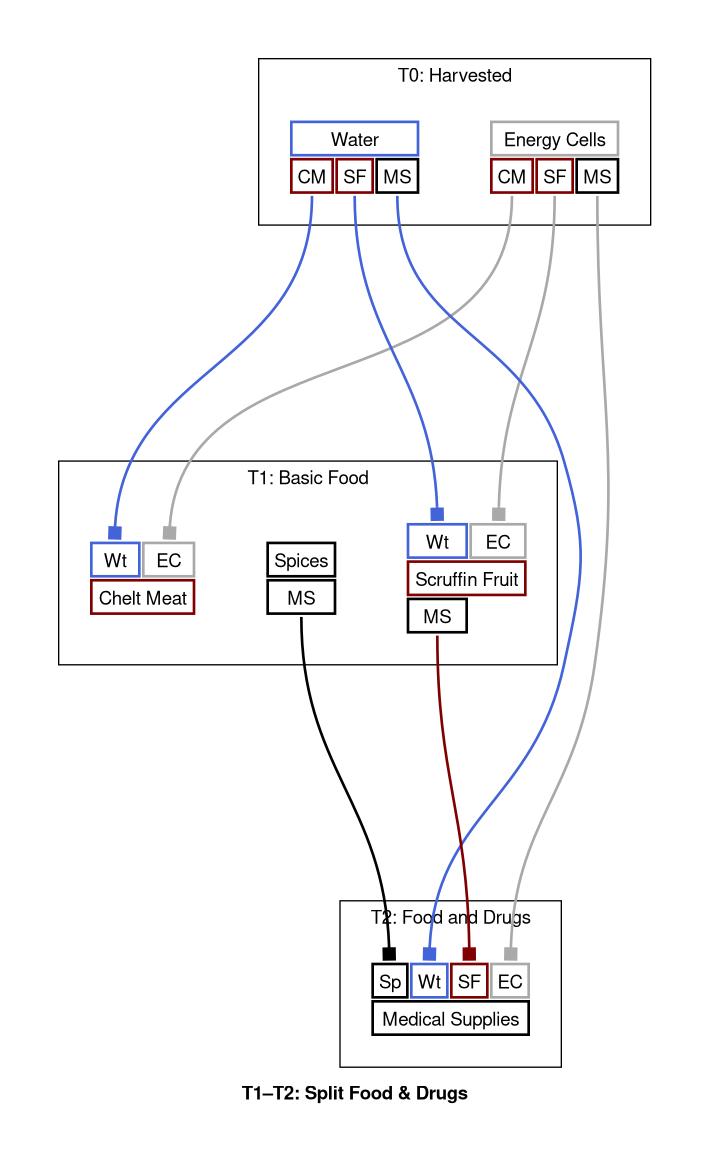 T0: Harvested
Water
Energy Cells
CM SF MS
CM SF MS
T1: Basic Food
Wt EC
Chelt Meat
Spices
MS
Wt EC
Scruffin Fruit
MS
T2: Food and Drugs
Sp Wt SF EC
Medical Supplies
T1–T2: Split Food & Drugs